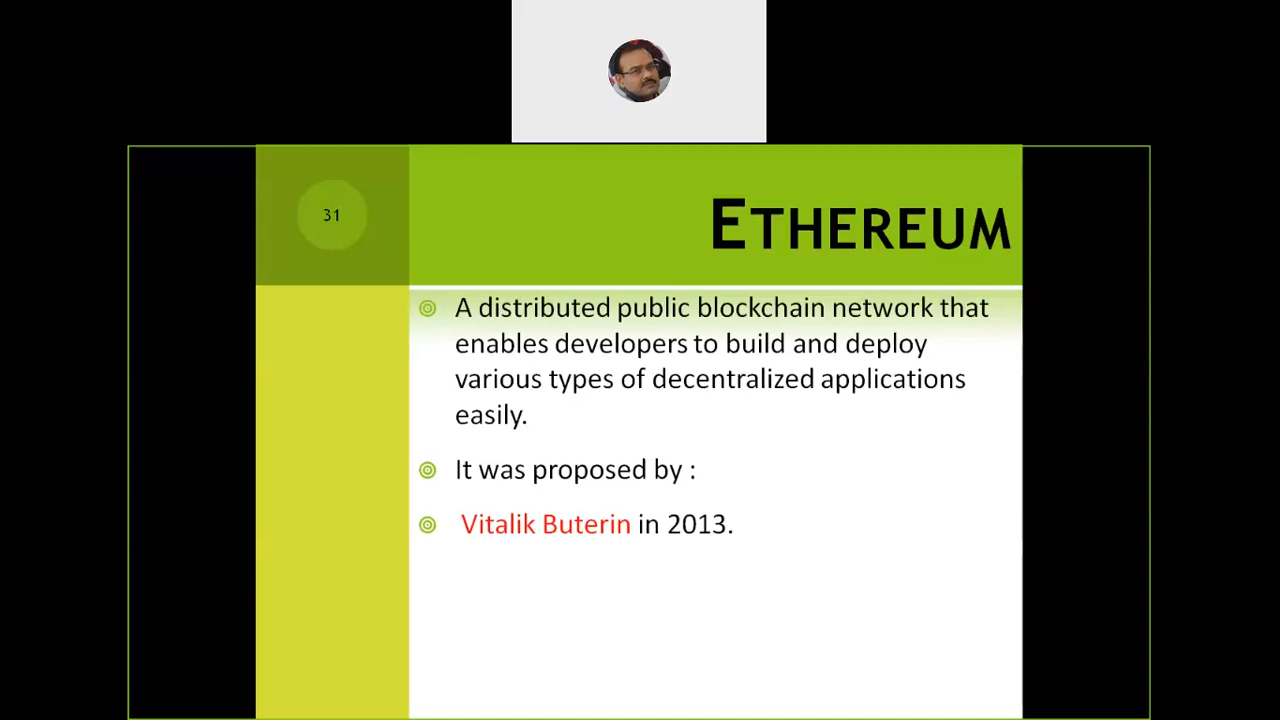 31
ETHEREUM
A distributed public blockchain network that
enables developers to build and deploy
various types of decentralized applications
easily.
It was proposed by :
Vitalik Buterin in 2013.